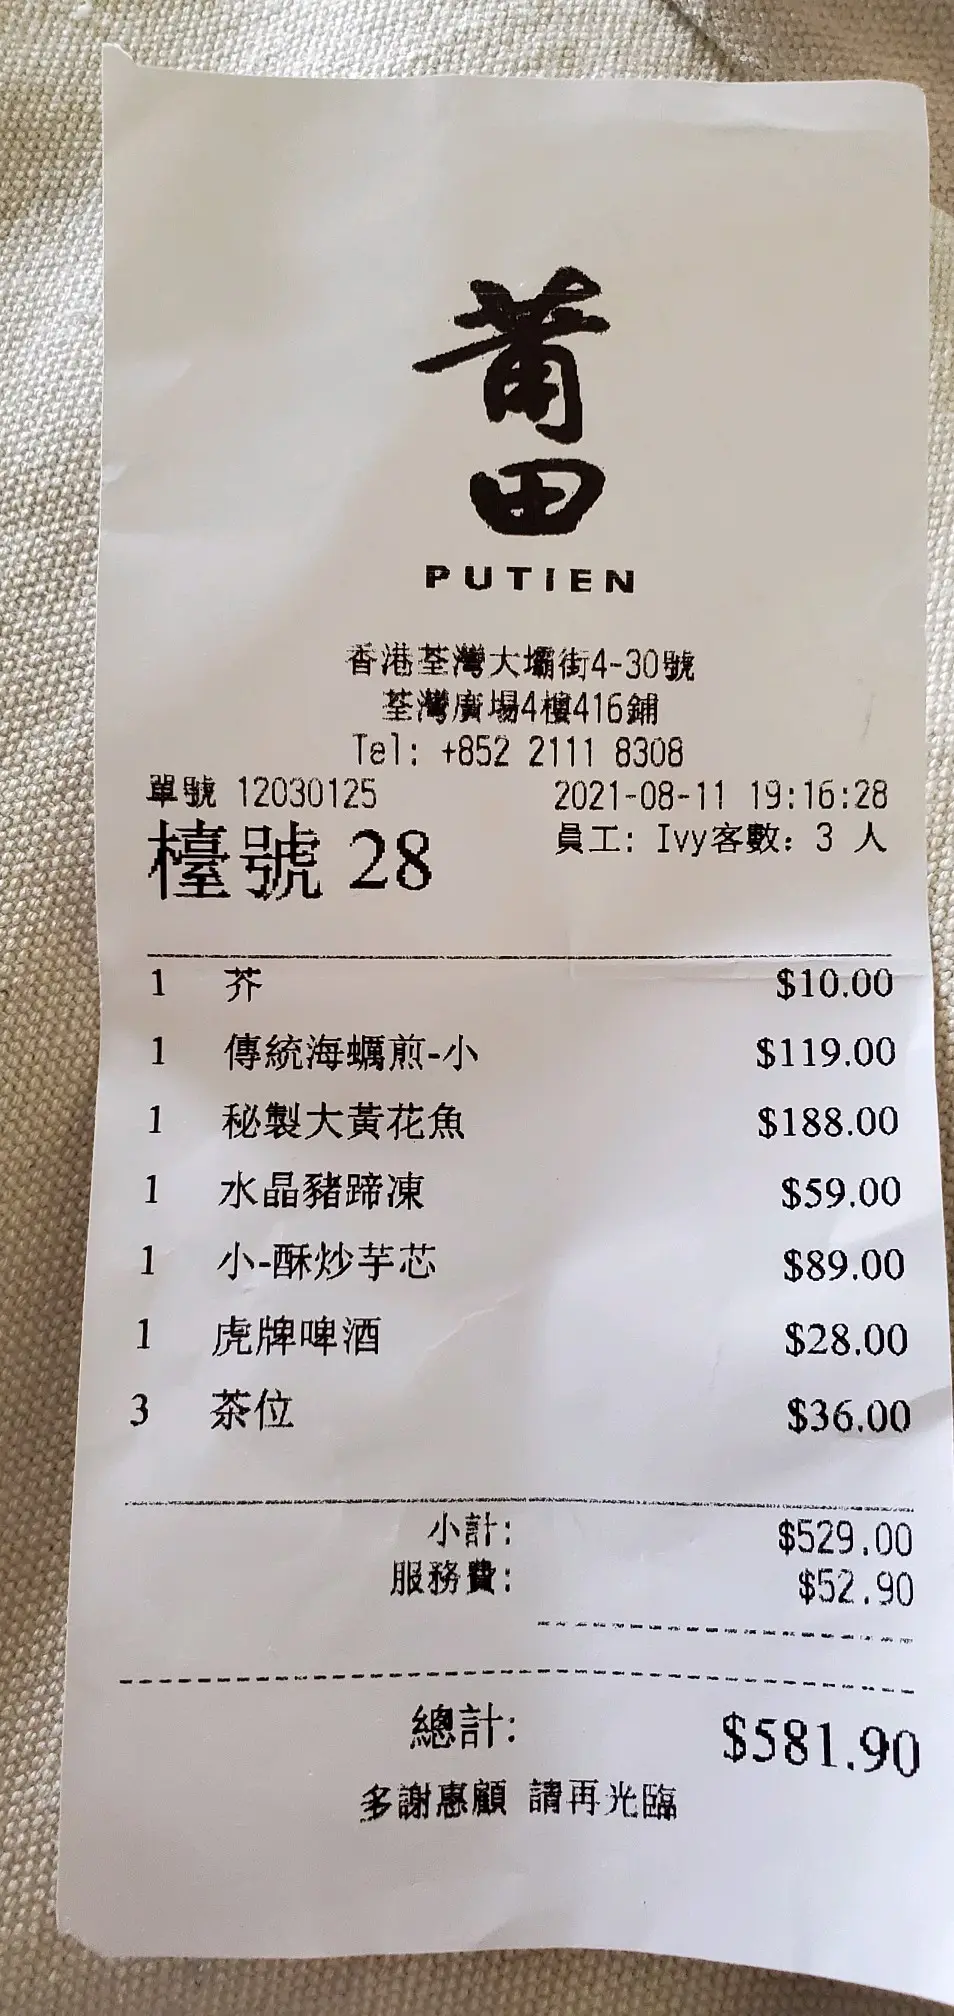 莆田
PUTIEN
香港荃灣大壩街4-30號
荃灣廣場4樓416鋪
Tel: +852 2111 8308
單號 12030125 2021-08-11 19:16:28
檯號 28 員工: Ivy客數: 3 人
1 芥 $10.00
1 傳統海蠣煎-小 $119.00
1 秘製大黃花魚 $188.00
1 水晶豬蹄凍 $59.00
1 小-酥炒芋芯 $89.00
1 虎牌啤酒 $28.00
3 茶位 $36.00
小計: $529.00
服務費: $52.90
總計: $581.90
多謝惠顧 請再光臨